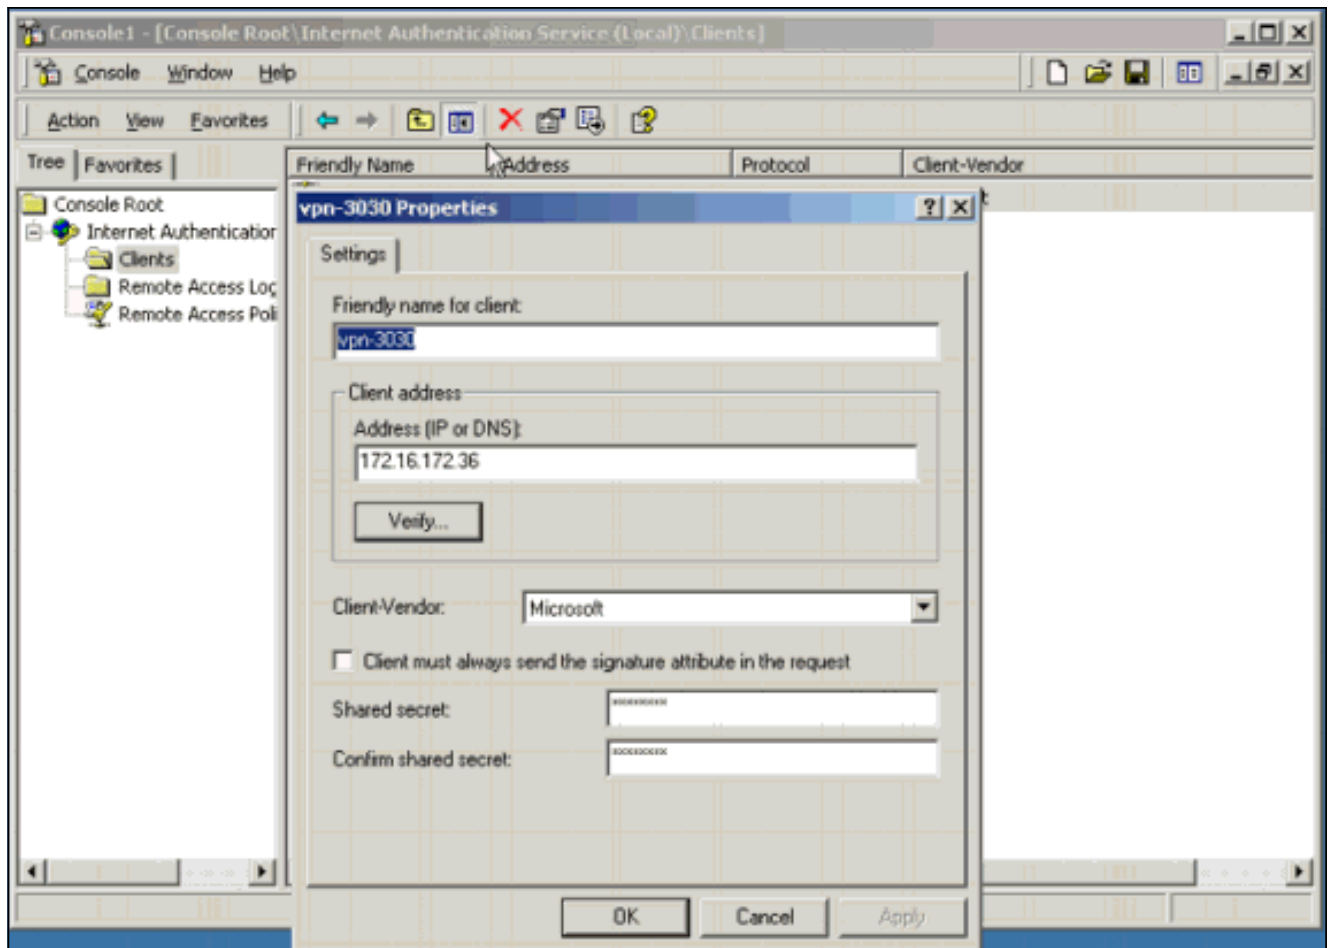 Console1 - [Console Root\Internet Authentication Service (Local)\Clients]
Console Window Help
Action View Favorites
Tree Favorites
Friendly Name Address Protocol Client-Vendor
Console Root
Internet Authentication
Clients
Remote Access Log
Remote Access Poli
vpn-3030 Properties
Settings
Friendly name for client:
vpn-3030
Client address
Address (IP or DNS):
172.16.172.36
Verify...
Client-Vendor: Microsoft
Client must always send the signature attribute in the request
Shared secret: *********
Confirm shared secret: *********
OK Cancel Apply